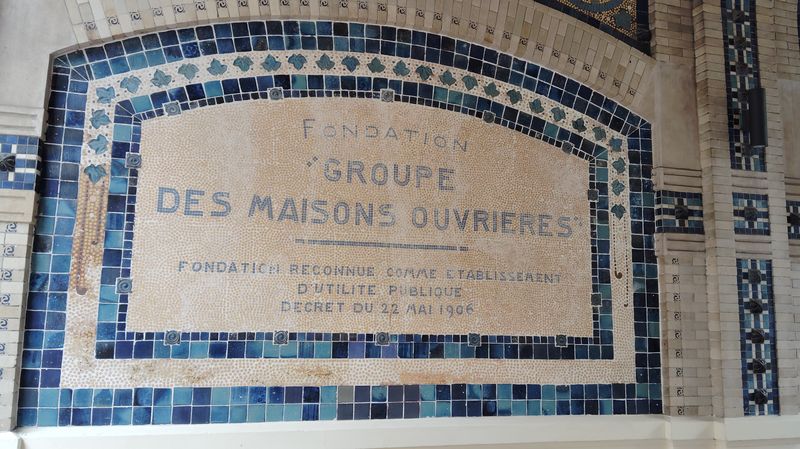 FONDATION
"GROUPE
DES MAISONS OUVRIERES"
FONDATION RECONNUE COMME ETABLISSEMENT
D'UTILITE PUBLIQUE
DECRET DU 22 MAI 1906